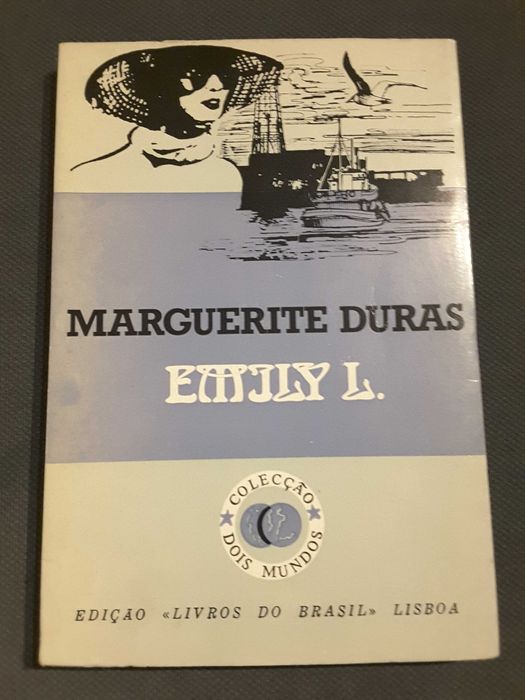 MARGUERITE DURAS
EMILY L.
COLECÇÃO
DOIS MUNDOS
EDIÇÃO «LIVROS DO BRASIL» LISBOA